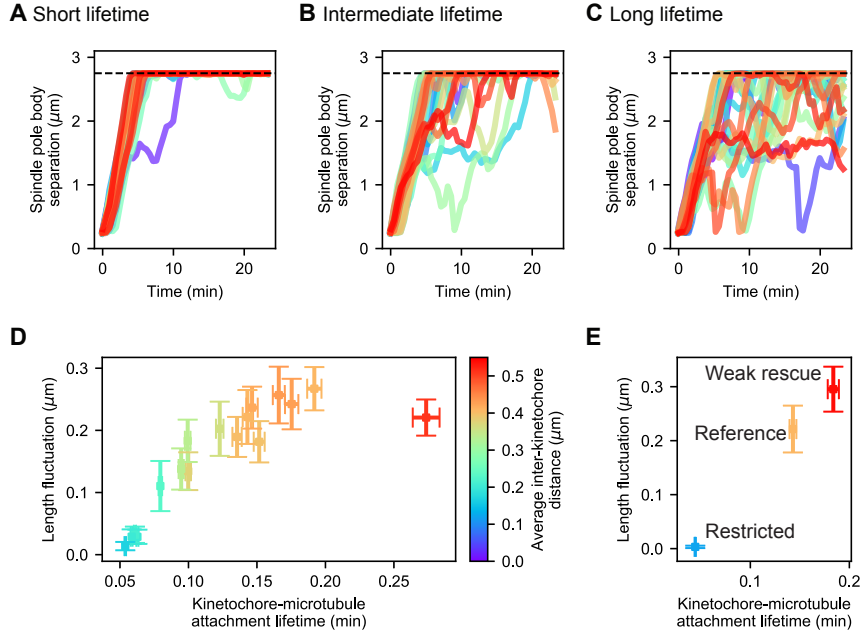 A Short lifetime
B Intermediate lifetime
C Long lifetime
Spindle pole body
separation (μm)
3
2
1
0
0
10
20
Time (min)
Spindle pole body
separation (μm)
3
2
1
0
0
10
20
Time (min)
Spindle pole body
separation (μm)
3
2
1
0
0
10
20
Time (min)
D
Length fluctuation (μm)
0.3
0.2
0.1
0.0
0.05
0.10
0.15
0.20
0.25
Kinetochore-microtubule
attachment lifetime (min)
0.5
0.4
0.3
0.2
0.1
0.0
Average inter-kinetochore
distance (μm)
E
Length fluctuation (μm)
0.3
0.2
0.1
0.0
Weak rescue
Reference
Restricted
0.1
0.2
Kinetochore-microtubule
attachment lifetime (min)